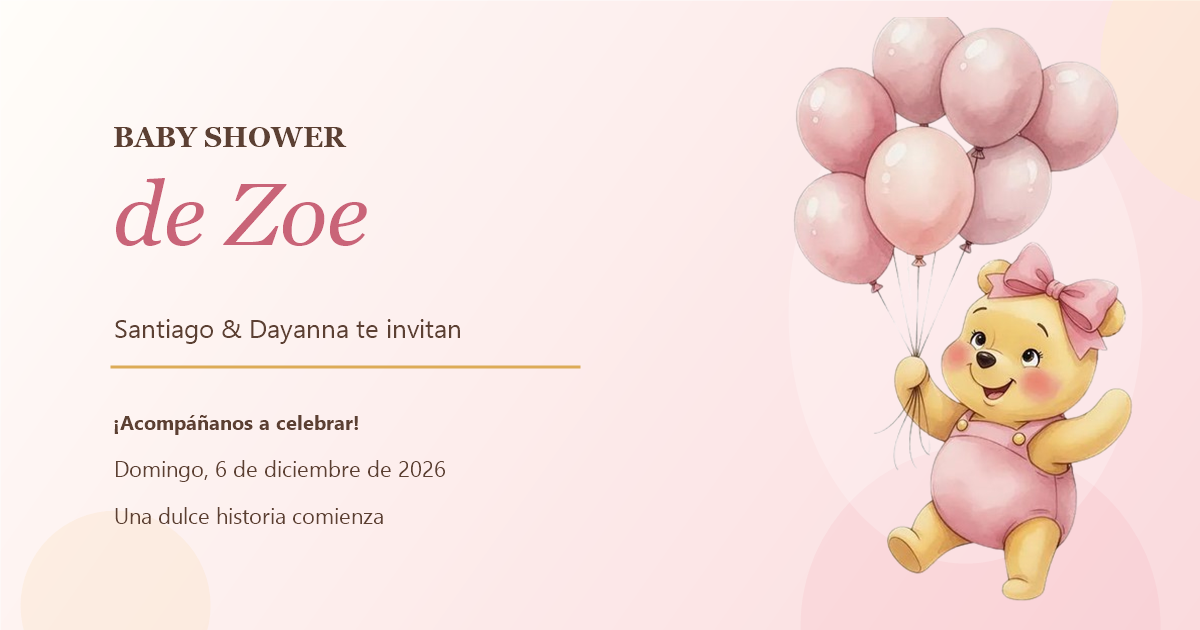 BABY SHOWER
de Zoe
Santiago & Dayanna te invitan
¡Acompáñanos a celebrar!
Domingo, 6 de diciembre de 2026
Una dulce historia comienza